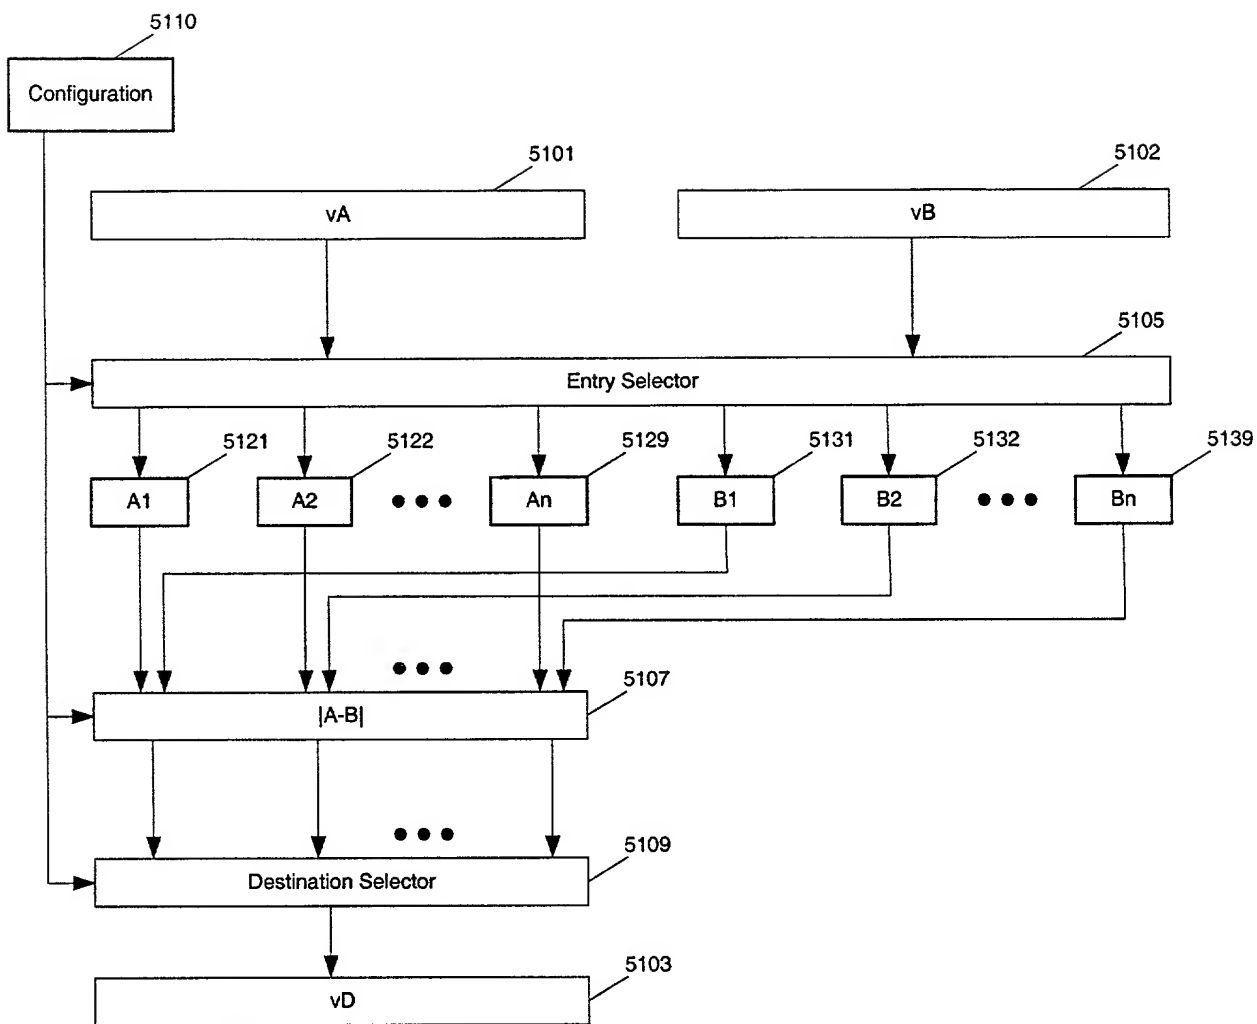 5110
Configuration
5101
5102
vA
vB
5105
Entry Selector
5121
5122
5129
5131
5132
5139
A1
A2
An
B1
B2
Bn
5107
|A-B|
5109
Destination Selector
5103
vD